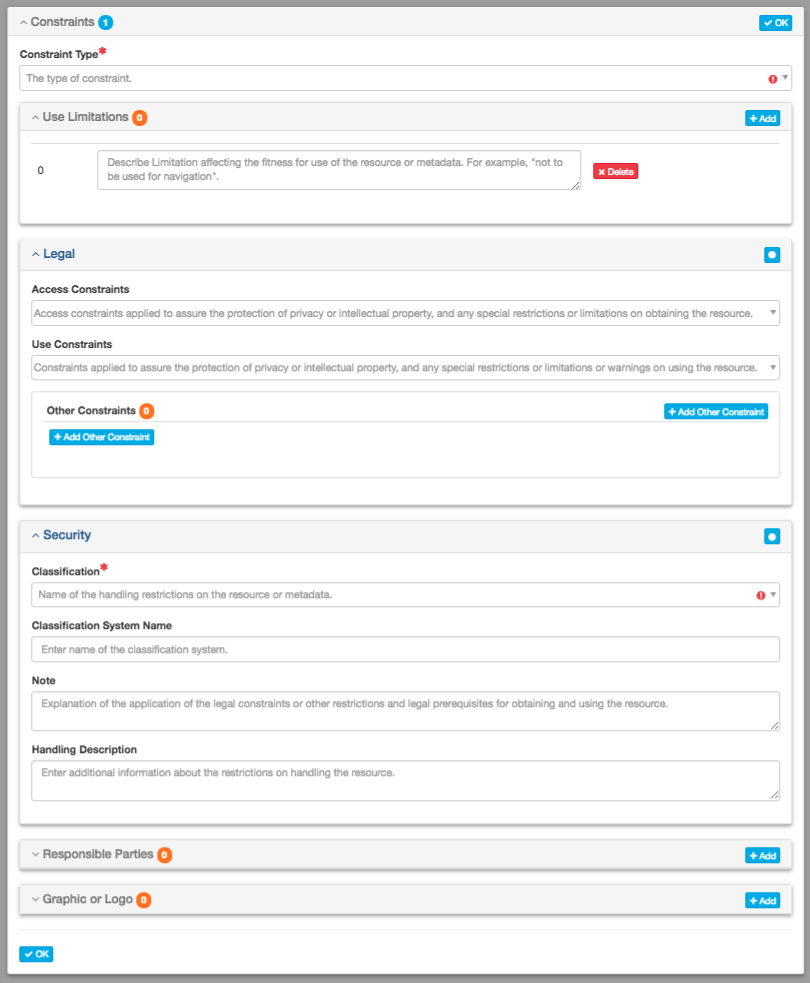 Constraints 1 OK
Constraint Type*
The type of constraint.
Use Limitations 0 + Add
0
Describe Limitation affecting the fitness for use of the resource or metadata. For example, "not to
be used for navigation".
× Delete
Legal
Access Constraints
Access constraints applied to assure the protection of privacy or intellectual property, and any special restrictions or limitations on obtaining the resource.
Use Constraints
Constraints applied to assure the protection of privacy or intellectual property, and any special restrictions or limitations or warnings on using the resource.
Other Constraints 0 + Add Other Constraint
+ Add Other Constraint
Security
Classification*
Name of the handling restrictions on the resource or metadata.
Classification System Name
Enter name of the classification system.
Note
Explanation of the application of the legal constraints or other restrictions and legal prerequisites for obtaining and using the resource.
Handling Description
Enter additional information about the restrictions on handling the resource.
Responsible Parties 0 + Add
Graphic or Logo 0 + Add
OK